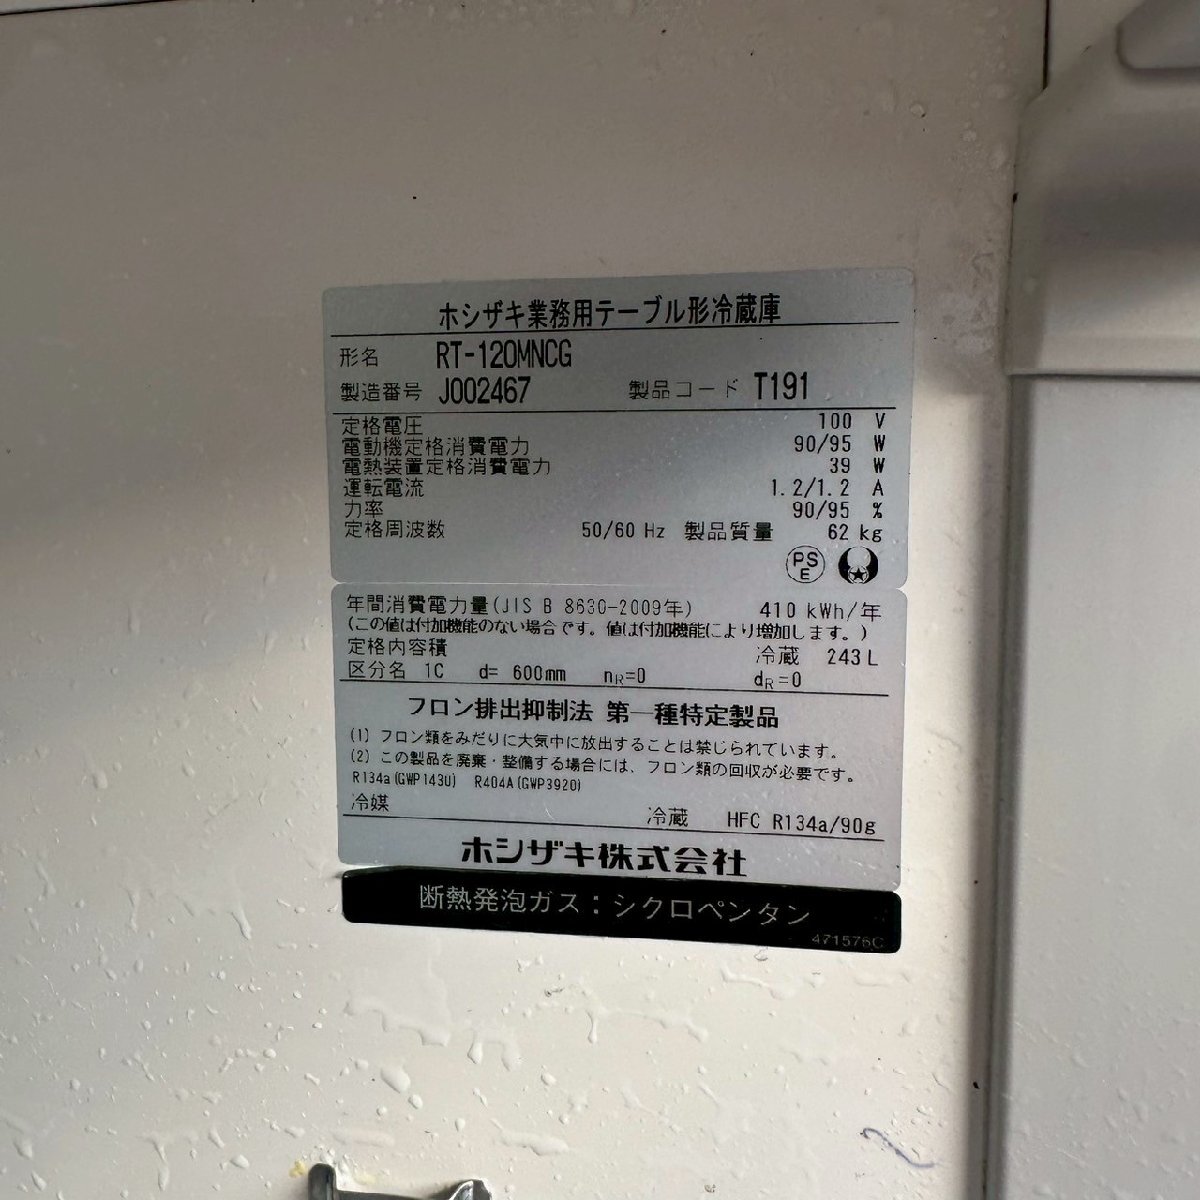 ホシザキ業務用テーブル形冷蔵庫
形名 RT-120MNCG
製造番号 J002467 製品コード T191
定格電圧 100 V
電動機定格消費電力 90/95 W
電熱装置定格消費電力 39 W
運転電流 1.2/1.2 A
力率 90/95 %
定格周波数 50/60 Hz 製品質量 62 kg
PS E
年間消費電力量(JIS B 8630-2009年) 410 kWh/年
(この値は付加機能のない場合です。値は付加機能により増加します。)
定格内容積 冷蔵 243 L
区分名 1C d= 600mm nR=0 dR=0
フロン排出抑制法 第一種特定製品
(1) フロン類をみだりに大気中に放出することは禁じられています。
(2) この製品を廃棄・整備する場合には、フロン類の回収が必要です。
R134a(GWP1430) R404A(GWP3920)
冷媒 冷蔵 HFC R134a/90g
ホシザキ株式会社
断熱発泡ガス：シクロペンタン
471576C